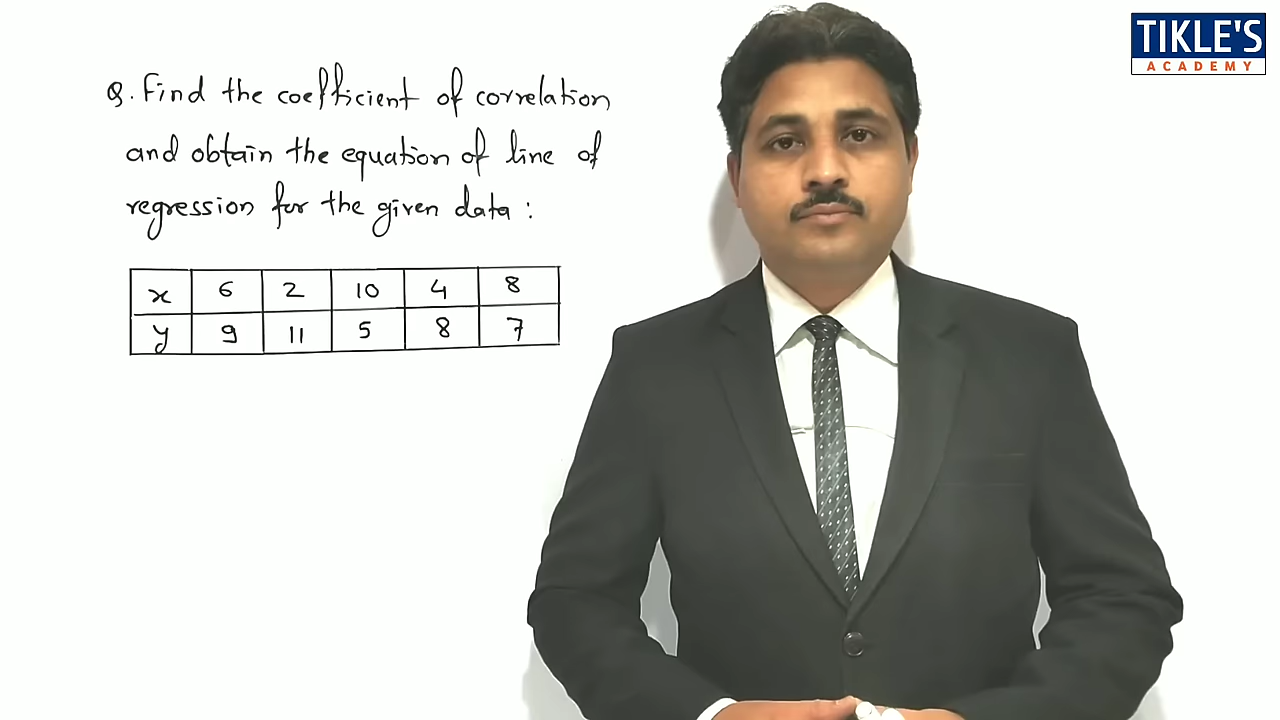 TIKLE'S
ACADEMY
Q. Find the coefficient of correlation
and obtain the equation of line of
regression for the given data :
x 6 2 10 4 8
y 9 11 5 8 7